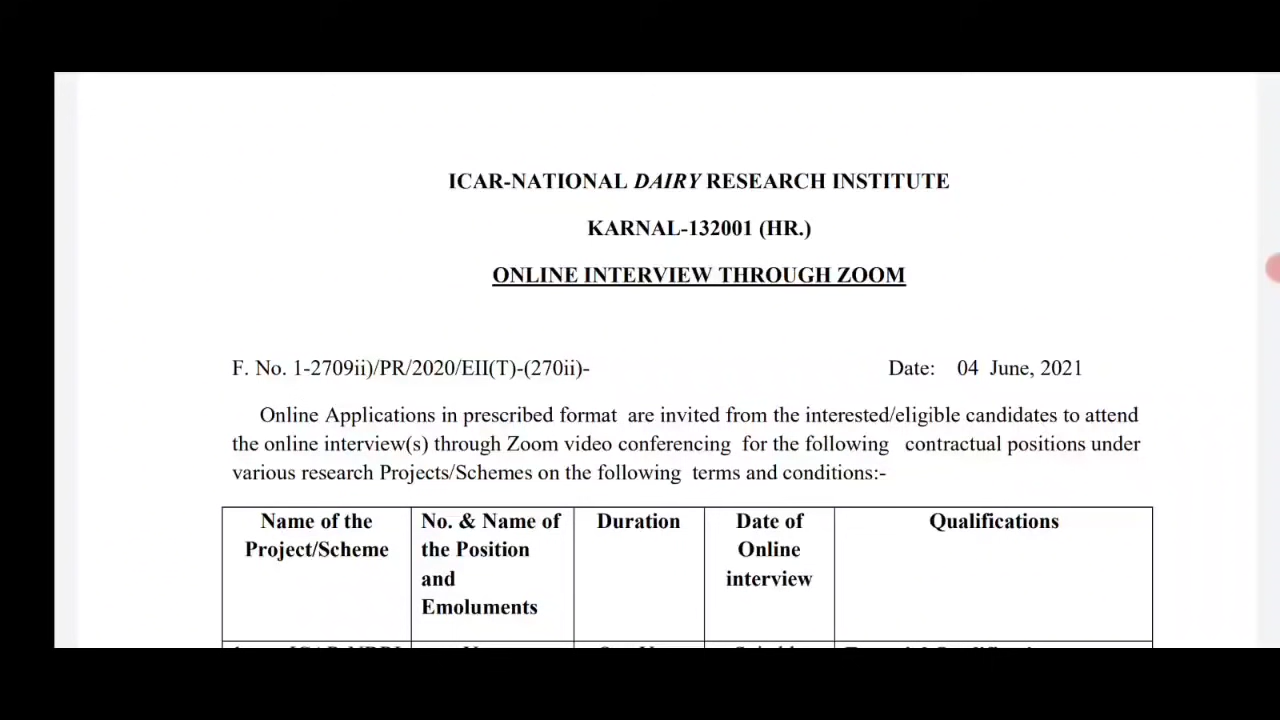 ICAR-NATIONAL DAIRY RESEARCH INSTITUTE
KARNAL-132001 (HR.)
ONLINE INTERVIEW THROUGH ZOOM
F. No. 1-2709ii)/PR/2020/EII(T)-(270ii)- Date: 04 June, 2021
Online Applications in prescribed format are invited from the interested/eligible candidates to attend
the online interview(s) through Zoom video conferencing for the following contractual positions under
various research Projects/Schemes on the following terms and conditions:-
Name of the
Project/Scheme
No. & Name of
the Position
and
Emoluments
Duration
Date of
Online
interview
Qualifications